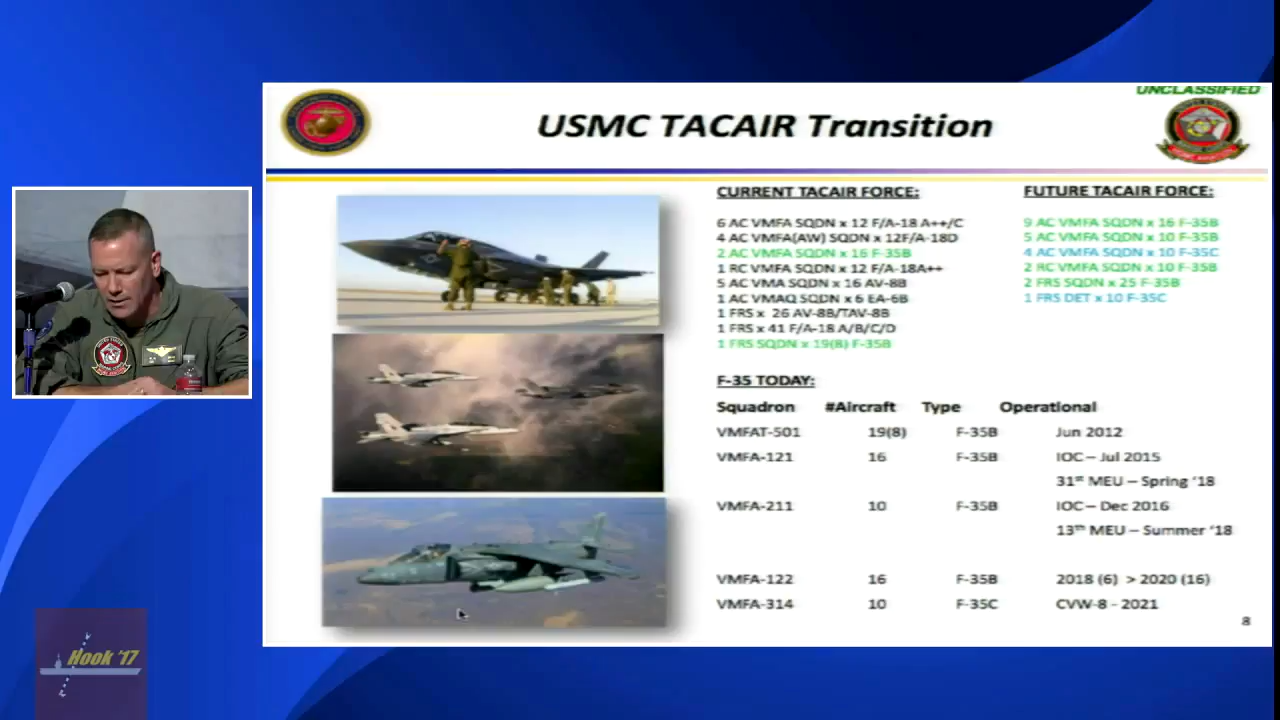 UNCLASSIFIED
USMC TACAIR Transition
CURRENT TACAIR FORCE:
6 AC VMFA SQDN x 12 F/A-18 A++/C
4 AC VMFA(AW) SQDN x 12F/A-18D
2 AC VMFA SQDN x 16 F-35B
1 RC VMFA SQDN x 12 F/A-18A++
5 AC VMA SQDN x 16 AV-8B
1 AC VMAQ SQDN x 6 EA-6B
1 FRS x 26 AV-8B/TAV-8B
1 FRS x 41 F/A-18 A/B/C/D
1 FRS SQDN x 19(8) F-35B
FUTURE TACAIR FORCE:
9 AC VMFA SQDN x 16 F-35B
5 AC VMFA SQDN x 10 F-35B
4 AC VMFA SQDN x 10 F-35C
2 RC VMFA SQDN x 10 F-35B
2 FRS SQDN x 25 F-35B
1 FRS DET x 10 F-35C
F-35 TODAY:
Squadron #Aircraft Type Operational
VMFAT-501 19(8) F-35B Jun 2012
VMFA-121 16 F-35B IOC – Jul 2015
31st MEU – Spring '18
VMFA-211 10 F-35B IOC – Dec 2016
13th MEU – Summer '18
VMFA-122 16 F-35B 2018 (6) > 2020 (16)
VMFA-314 10 F-35C CVW-8 - 2021
8
Hook '17